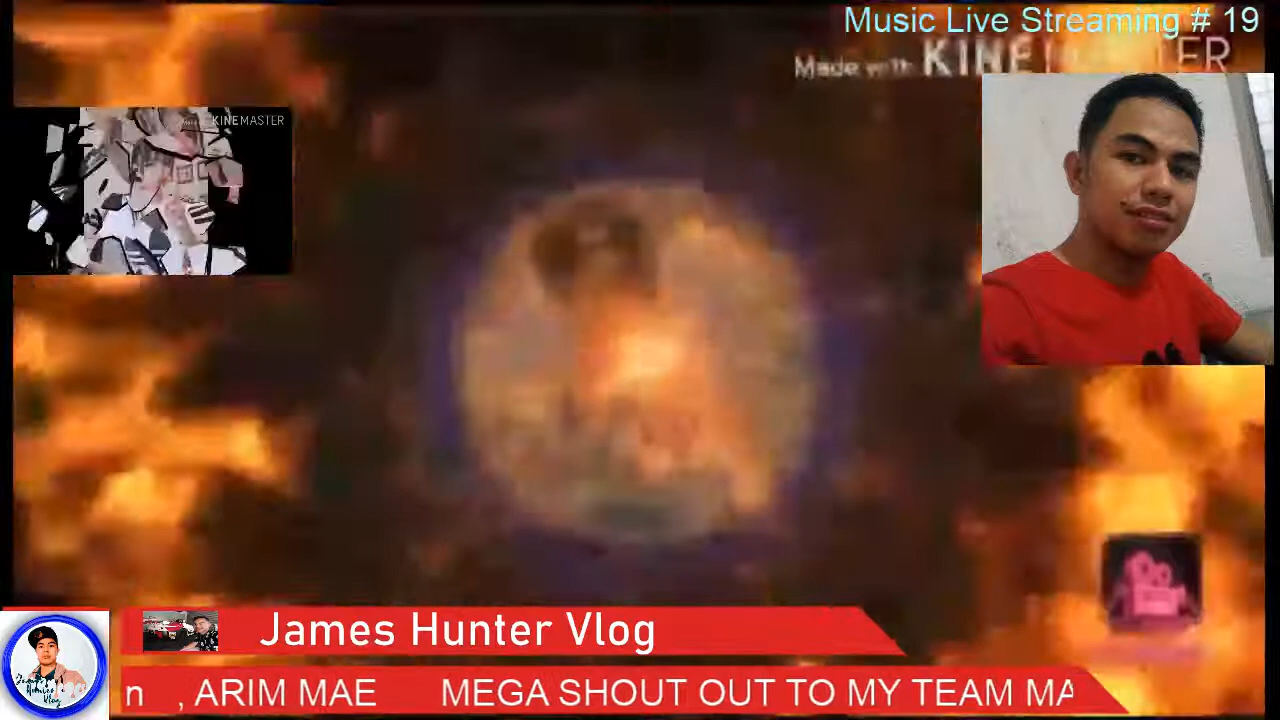 Music Live Streaming # 19
Made with KINEMASTER
KINEMASTER
James Hunter Vlog
n , ARIM MAE MEGA SHOUT OUT TO MY TEAM MA
Vlog